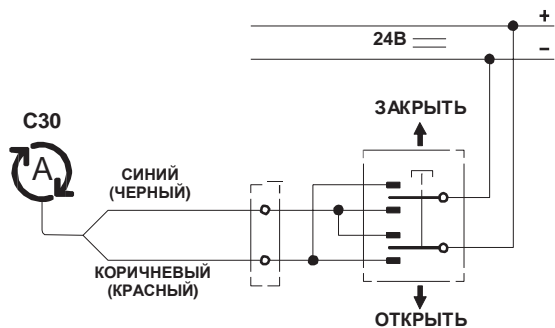 +
24В
−
ЗАКРЫТЬ
C30
A
СИНИЙ
(ЧЕРНЫЙ)
КОРИЧНЕВЫЙ
(КРАСНЫЙ)
ОТКРЫТЬ